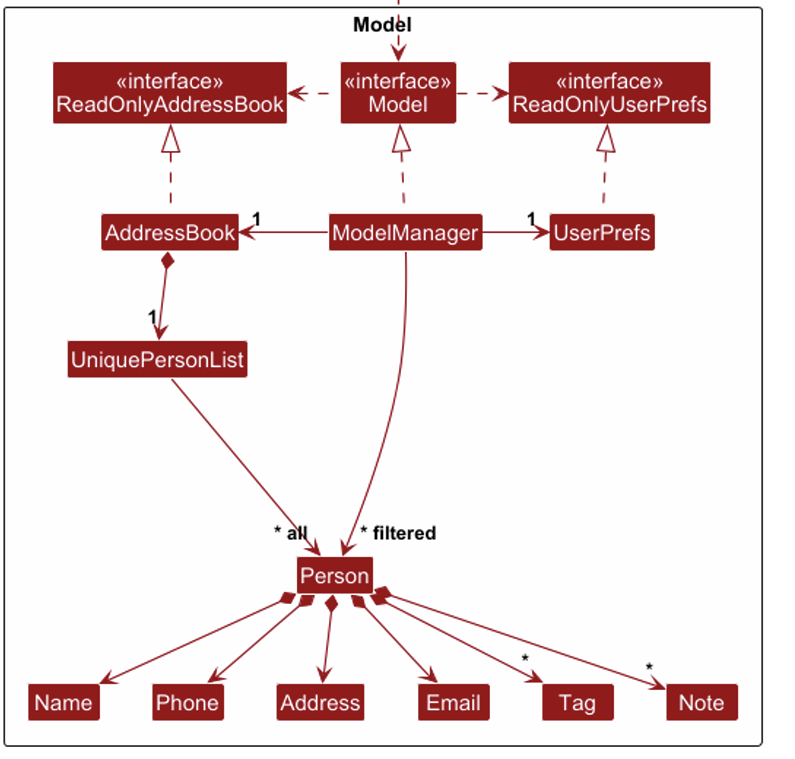 Model
«interface»
ReadOnlyAddressBook
«interface»
Model
«interface»
ReadOnlyUserPrefs
AddressBook
1
ModelManager
1
UserPrefs
1
UniquePersonList
* all
* filtered
Person
*
*
Name
Phone
Address
Email
Tag
Note